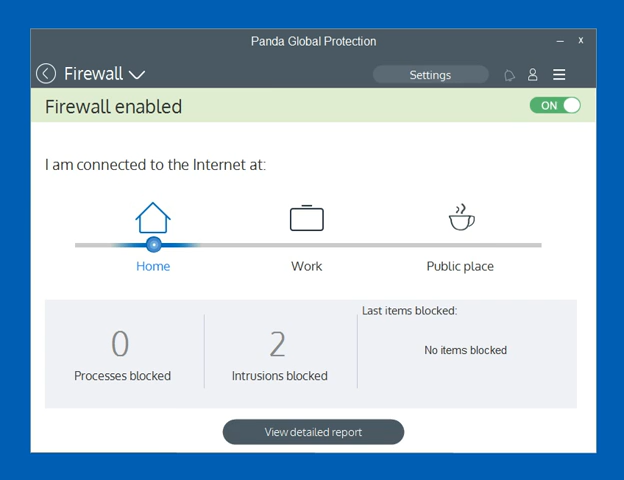 Panda Global Protection
Firewall
Settings
Firewall enabled
ON
I am connected to the Internet at:
Home
Work
Public place
0
Processes blocked
2
Intrusions blocked
Last items blocked:
No items blocked
View detailed report